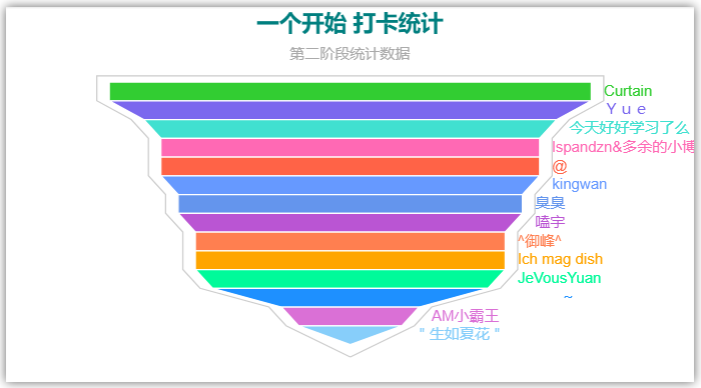 一个开始 打卡统计
第二阶段统计数据
Curtain
Y u e
今天好好学习了么
lspandzn&多余的小博
@
kingwan
臭臭
嗑宇
^御峰^
Ich mag dish
JeVousYuan
~
AM小霸王
" 生如夏花 "